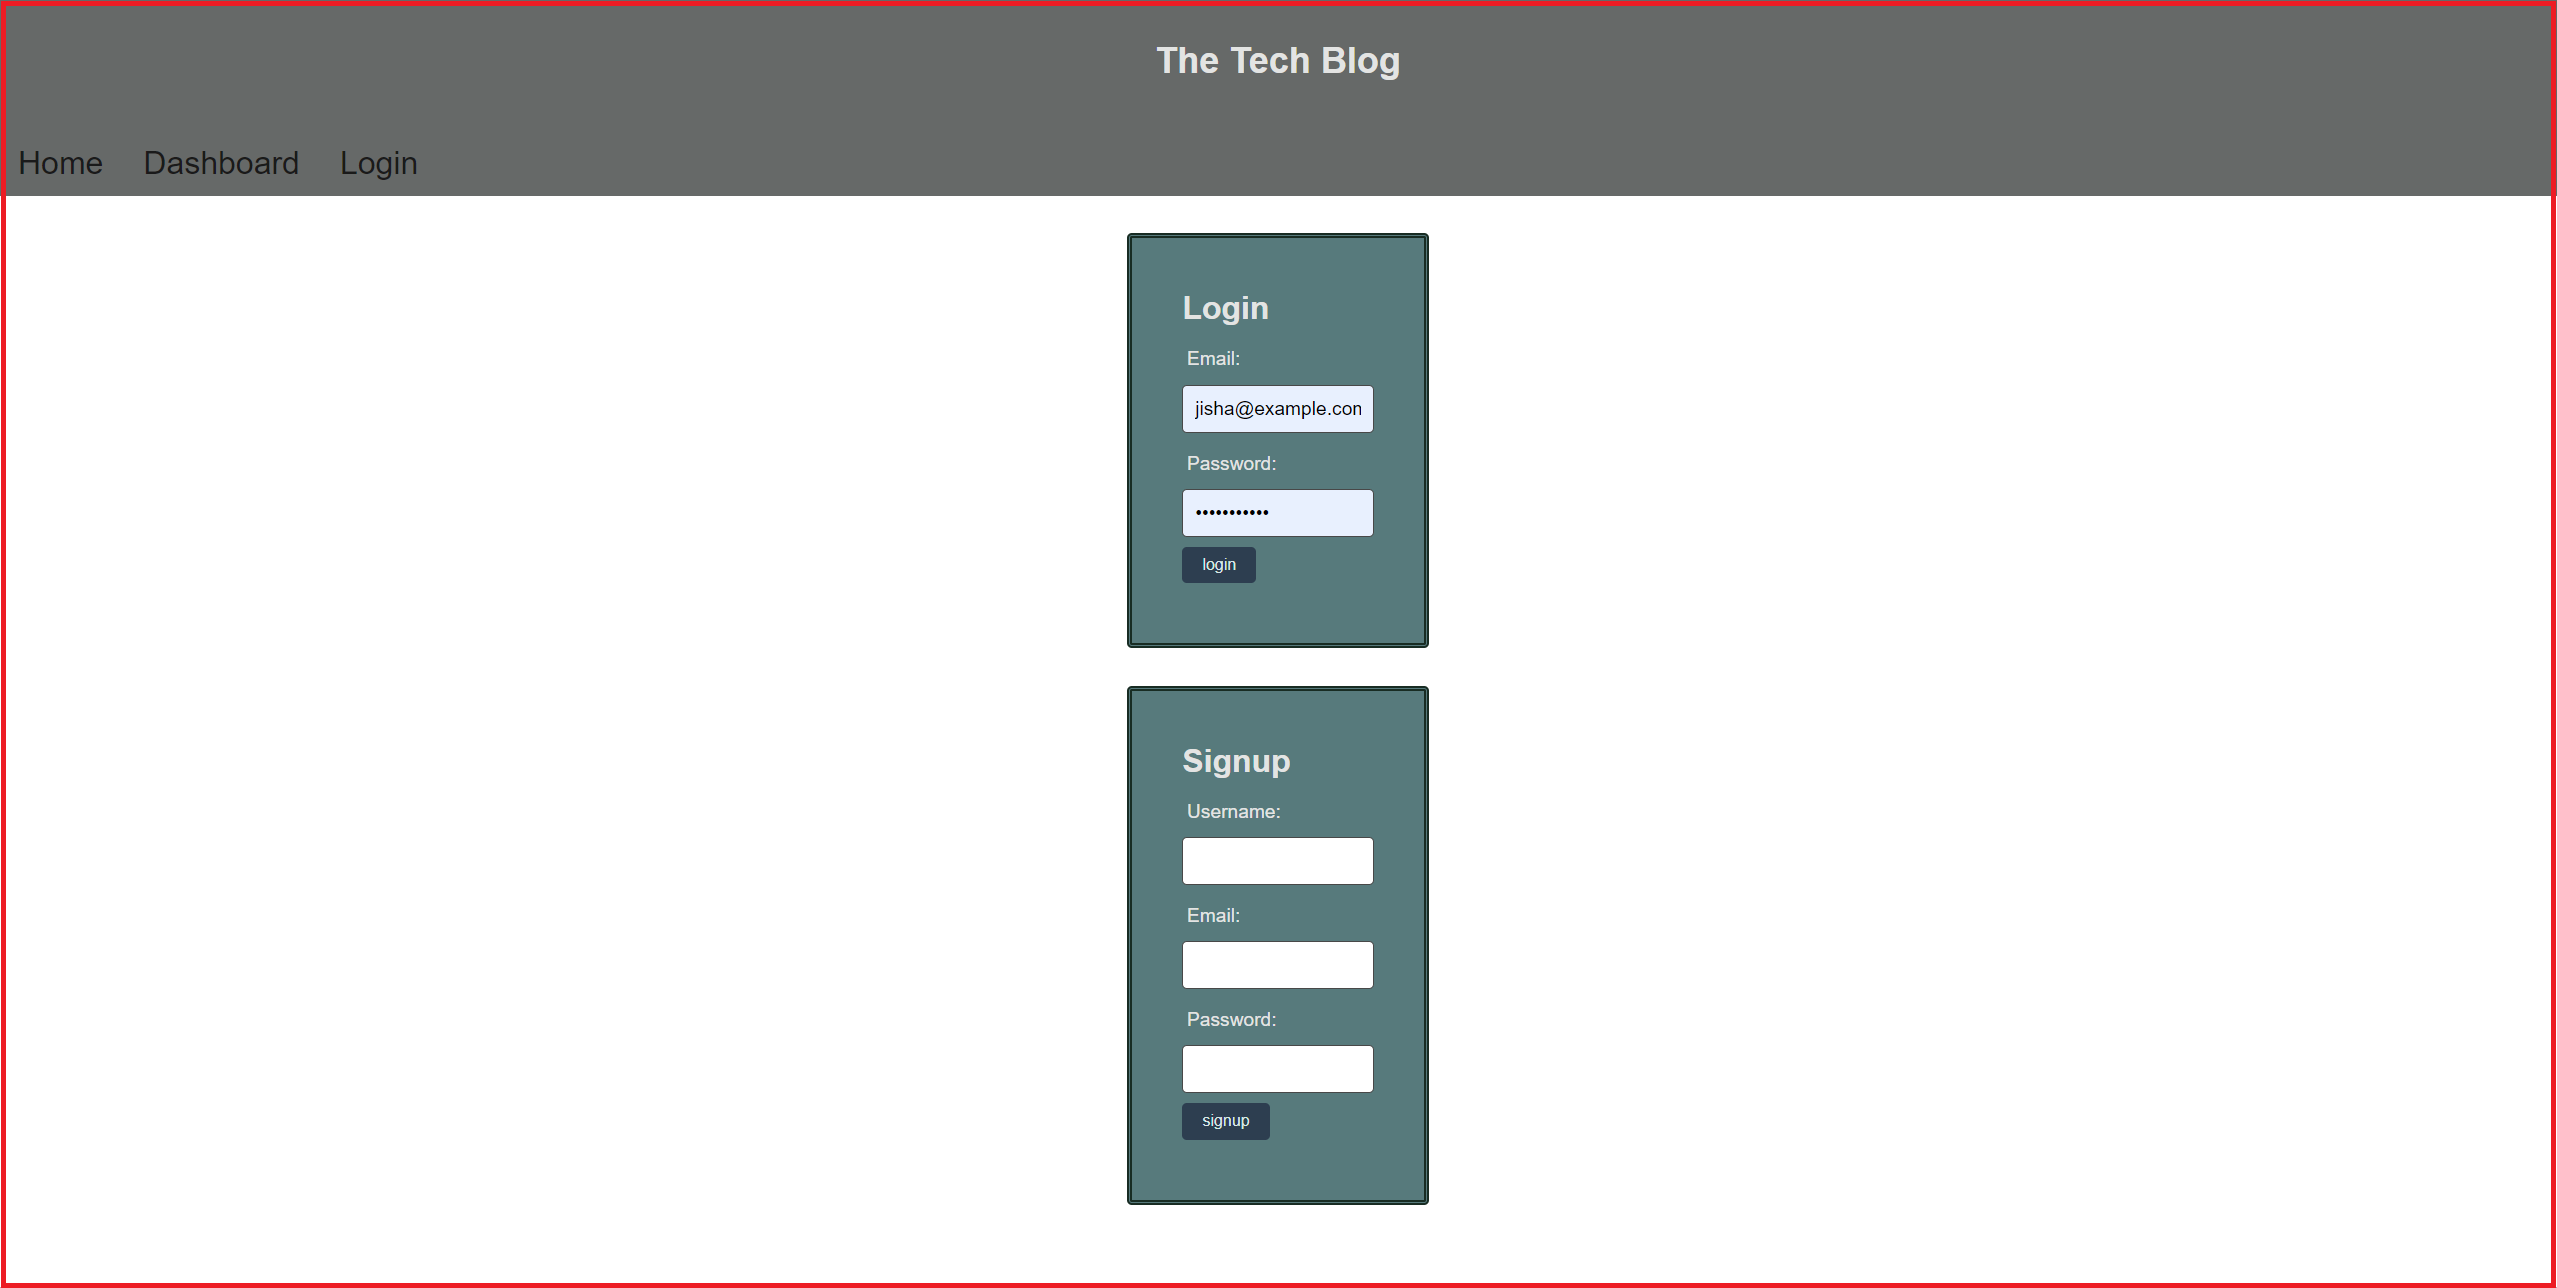 The Tech Blog
Home Dashboard Login
Login
Email:
jisha@example.con
Password:
•••••••••••
login
Signup
Username:
Email:
Password:
signup